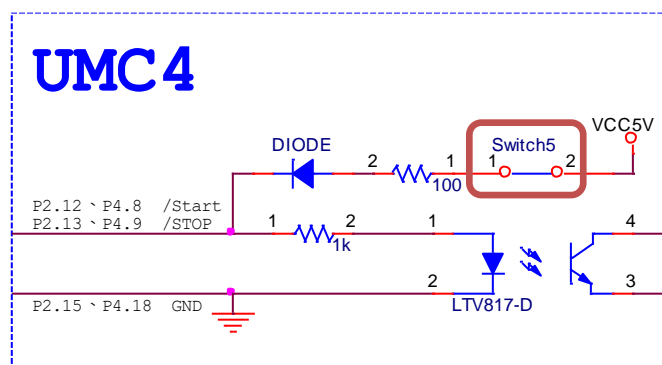 UMC4
DIODE
Switch5
VCC5V
2
1
1
2
100
P2.12、P4.8 /Start
P2.13、P4.9 /STOP
1
2
1
4
1k
2
3
P2.15、P4.18 GND
LTV817-D